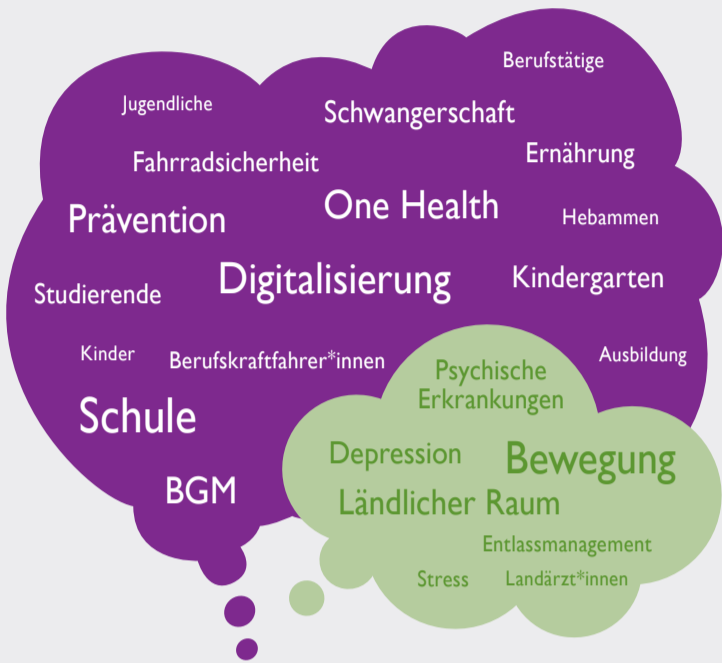 Berufstätige
Jugendliche
Schwangerschaft
Fahrradsicherheit
Ernährung
Prävention
One Health
Hebammen
Digitalisierung
Kindergarten
Studierende
Kinder
Berufskraftfahrer*innen
Ausbildung
Schule
BGM
Psychische
Erkrankungen
Depression
Bewegung
Ländlicher Raum
Entlassmanagement
Stress
Landärzt*innen